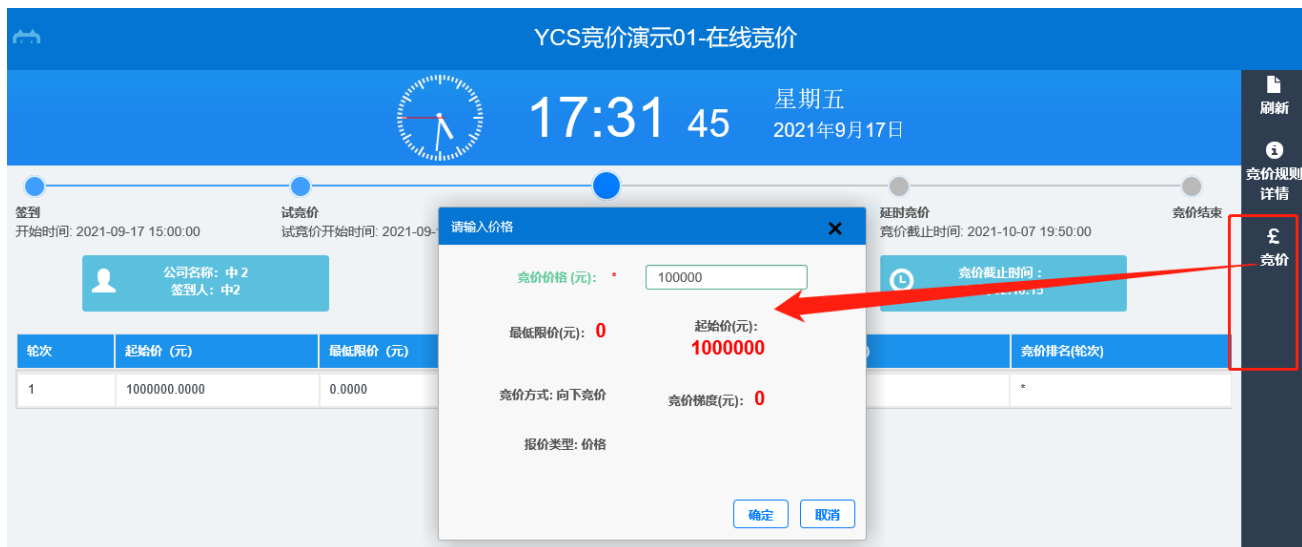 YCS竞价演示01-在线竞价
17:31 45
星期五
2021年9月17日
刷新
竞价规则
详情
£
竞价
签到
开始时间: 2021-09-17 15:00:00
试竞价
试竞价开始时间: 2021-09-
延时竞价
竞价截止时间: 2021-10-07 19:50:00
竞价结束
公司名称: 中 2
签到人: 中2
竞价截止时间 :
请输入价格
竞价价格 (元): * 100000
最低限价(元): 0
起始价(元):
1000000
竞价方式: 向下竞价
竞价梯度(元): 0
报价类型: 价格
确定
取消
轮次
起始价 (元)
最低限价 (元)
竞价排名(轮次)
1
1000000.0000
0.0000
*